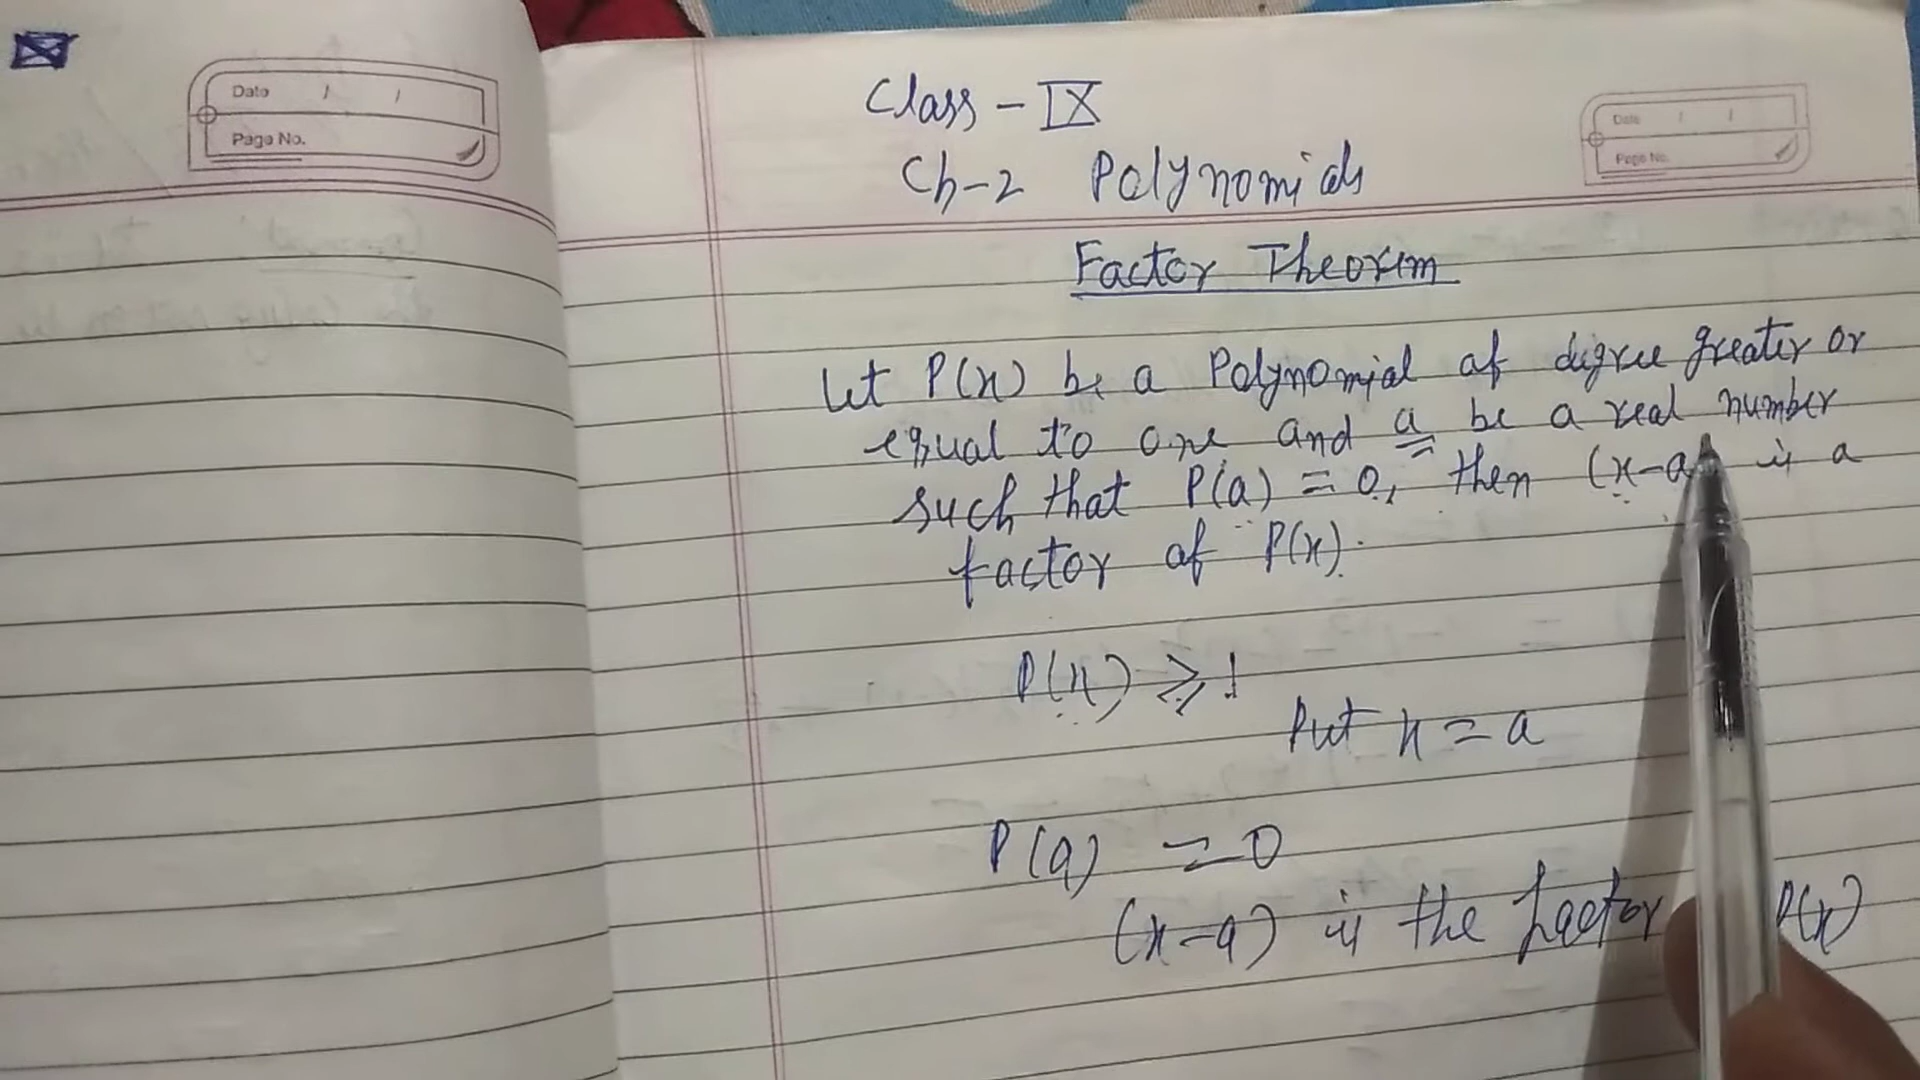 Date / /
Page No.
Class - IX
Date / /
Page No.
Ch-2 Polynomials
Factor Theorem
Let P(x) be a Polynomial of degree greater or
equal to one and a be a real number
such that P(a) = 0, then (x-a) is a
factor of P(x).
P(x) ⩾ 1
Put x = a
P(a) = 0
(x-a) is the factor P(x)